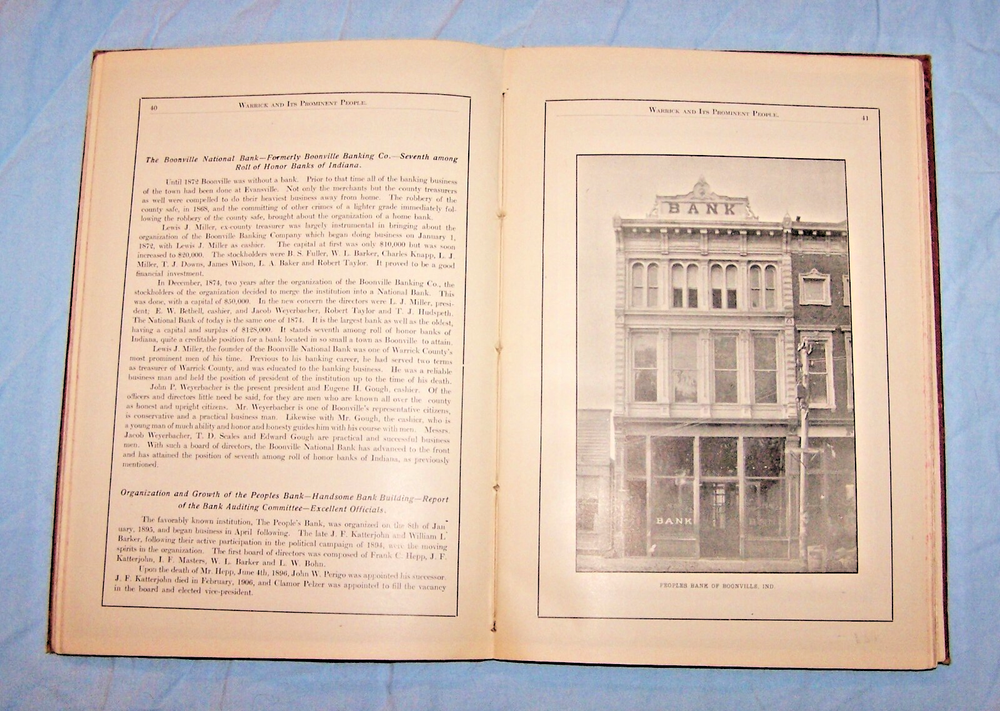 40
WARRICK AND ITS PROMINENT PEOPLE.
The Boonville National Bank—Formerly Boonville Banking Co.—Seventh among
Roll of Honor Banks of Indiana.
Until 1872 Boonville was without a bank. Prior to that time all of the banking business
of the town had been done at Evansville. Not only the merchants but the county treasurers
as well were compelled to do their heaviest business away from home. The robbery of the
county safe, in 1868, and the committing of other crimes of a lighter grade immediately fol-
lowing the robbery of the county safe, brought about the organization of a home bank.
Lewis J. Miller, ex-county treasurer was largely instrumental in bringing about the
organization of the Boonville Banking Company which began doing business on January 1,
1872, with Lewis J. Miller as cashier. The capital at first was only $10,000 but was soon
increased to $20,000. The stockholders were B. S. Fuller, W. L. Barker, Charles Knapp, L. J.
Miller, T. J. Downs, James Wilson, L. A. Baker and Robert Taylor. It proved to be a good
financial investment.
In December, 1874, two years after the organization of the Boonville Banking Co., the
stockholders of the organization decided to merge the institution into a National Bank. This
was done, with a capital of $50,000. In the new concern the directors were L. J. Miller, presi-
dent; E. W. Bethell, cashier, and Jacob Weyerbacher, Robert Taylor and T. J. Hudspeth.
The National Bank of today is the same one of 1874. It is the largest bank as well as the oldest,
having a capital and surplus of $128,000. It stands seventh among roll of honor banks of
Indiana, quite a creditable position for a bank located in so small a town as Boonville to attain.
Lewis J. Miller, the founder of the Boonville National Bank was one of Warrick County's
most prominent men of his time. Previous to his banking career, he had served two terms
as treasurer of Warrick County, and was educated to the banking business. He was a reliable
business man and held the position of president of the institution up to the time of his death.
John P. Weyerbacher is the present president and Eugene H. Gough, cashier. Of the
officers and directors little need be said, for they are men who are known all over the county
as honest and upright citizens. Mr. Weyerbacher is one of Boonville's representative citizens,
is conservative and a practical business man. Likewise with Mr. Gough, the cashier, who is
a young man of much ability and honor and honesty guides him with his course with men. Messrs.
Jacob Weyerbacher, T. D. Scales and Edward Gough are practical and successful business
men. With such a board of directors, the Boonville National Bank has advanced to the front
and has attained the position of seventh among roll of honor banks of Indiana, as previously
mentioned.
Organization and Growth of the Peoples Bank—Handsome Bank Building—Report
of the Bank Auditing Committee—Excellent Officials.
The favorably known institution, The People's Bank, was organized on the 8th of Jan
uary, 1895, and began business in April following. The late J. F. Katterjohn and William L.
Barker, following their active participation in the political campaign of 1894, were the moving
spirits in the organization. The first board of directors was composed of Frank C. Hepp, J. F.
Katterjohn, I. F. Masters, W. L. Barker and L. W. Bohn.
Upon the death of Mr. Hepp, June 4th, 1896, John W. Perigo was appointed his successor.
J. F. Katterjohn died in February, 1906, and Clamor Pelzer was appointed to fill the vacancy
in the board and elected vice-president.
WARRICK AND ITS PROMINENT PEOPLE.
41
BANK
BANK
PEOPLES BANK OF BOONVILLE, IND.